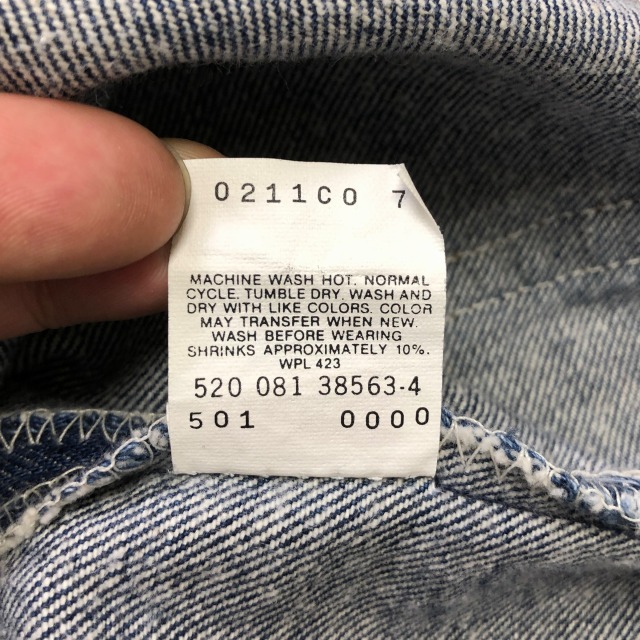 0211C0 7
MACHINE WASH HOT. NORMAL
CYCLE. TUMBLE DRY. WASH AND
DRY WITH LIKE COLORS. COLOR
MAY TRANSFER WHEN NEW.
WASH BEFORE WEARING
SHRINKS APPROXIMATELY 10%.
WPL 423
520 081 38563-4
501 0000